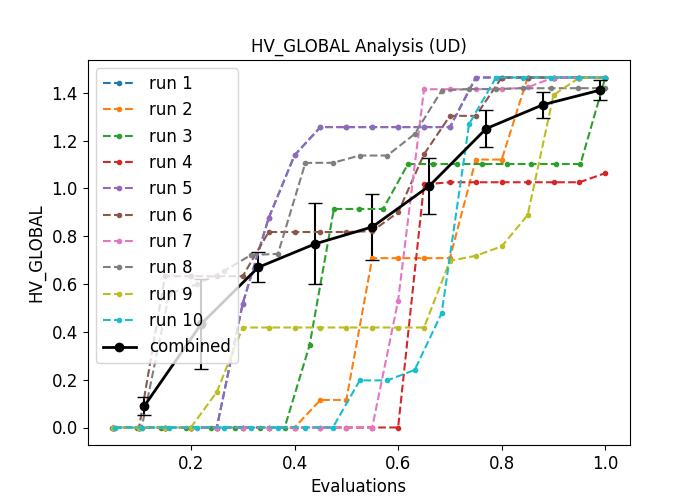 HV_GLOBAL Analysis (UD)
HV_GLOBAL
1.4
1.2
1.0
0.8
0.6
0.4
0.2
0.0
run 1
run 2
run 3
run 4
run 5
run 6
run 7
run 8
run 9
run 10
combined
0.2 0.4 0.6 0.8 1.0
Evaluations